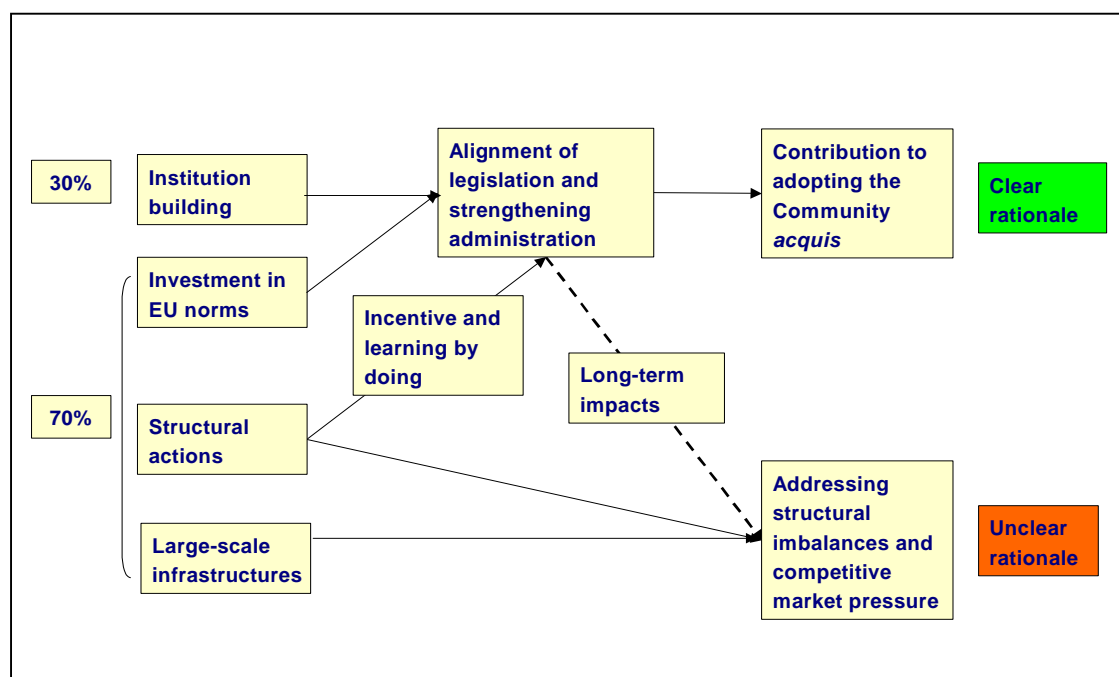 30%
Institution
building
Alignment of
legislation and
strengthening
administration
Contribution to
adopting the
Community
acquis
Clear
rationale
Investment in
EU norms
Incentive and
learning by
doing
Long-term
impacts
70%
Structural
actions
Large-scale
infrastructures
Addressing
structural
imbalances and
competitive
market pressure
Unclear
rationale